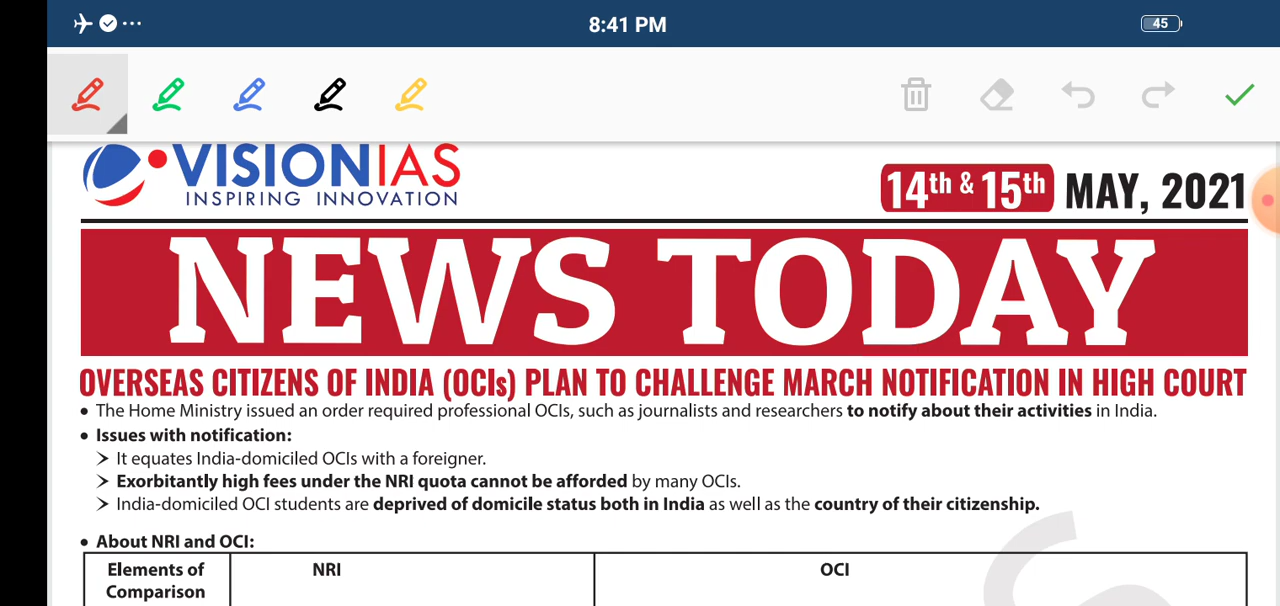 8:41 PM
45
VISIONIAS
INSPIRING INNOVATION
14th & 15th MAY, 2021
NEWS TODAY
OVERSEAS CITIZENS OF INDIA (OCIs) PLAN TO CHALLENGE MARCH NOTIFICATION IN HIGH COURT
• The Home Ministry issued an order required professional OCIs, such as journalists and researchers to notify about their activities in India.
• Issues with notification:
➢ It equates India-domiciled OCIs with a foreigner.
➢ Exorbitantly high fees under the NRI quota cannot be afforded by many OCIs.
➢ India-domiciled OCI students are deprived of domicile status both in India as well as the country of their citizenship.
• About NRI and OCI:
Elements of NRI OCI
Comparison